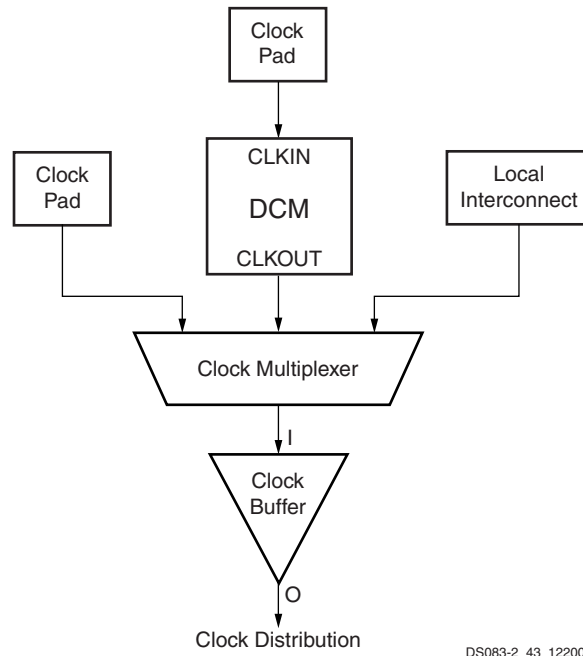 Clock
Pad
CLKIN
DCM
CLKOUT
Clock
Pad
Local
Interconnect
Clock Multiplexer
I
Clock
Buffer
O
Clock Distribution
DS083-2_43_12200